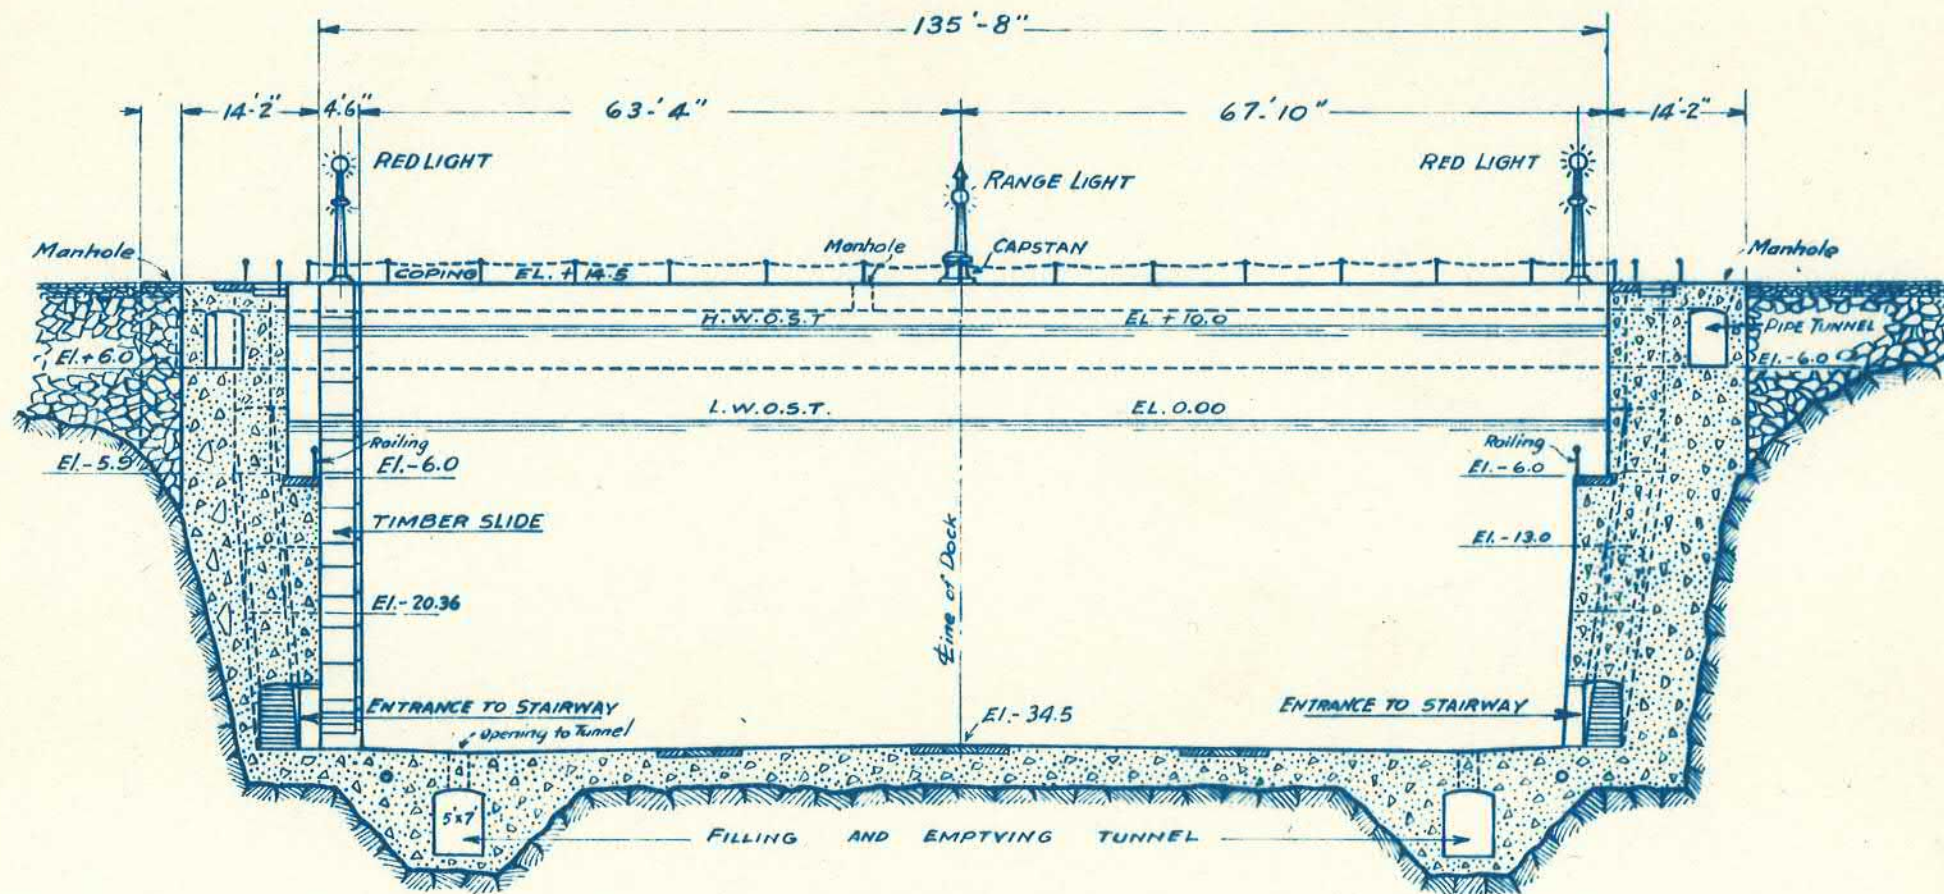 135'-8"
14'-2" 4'6" 63'-4" 67'-10" 14'-2"
RED LIGHT RANGE LIGHT RED LIGHT
Manhole Manhole CAPSTAN Manhole
COPING EL. + 14.5
H.W.O.S.T EL + 10.0
PIPE TUNNEL
El. + 6.0 El. - 6.0
L.W.O.S.T. EL. 0.00
Railing Railing
El. - 5.9 El. - 6.0 El. - 6.0
TIMBER SLIDE
El. - 13.0
El. - 20.36
℄ine of Dock
ENTRANCE TO STAIRWAY El. - 34.5 ENTRANCE TO STAIRWAY
Opening to Tunnel
5'x7'
FILLING AND EMPTYING TUNNEL